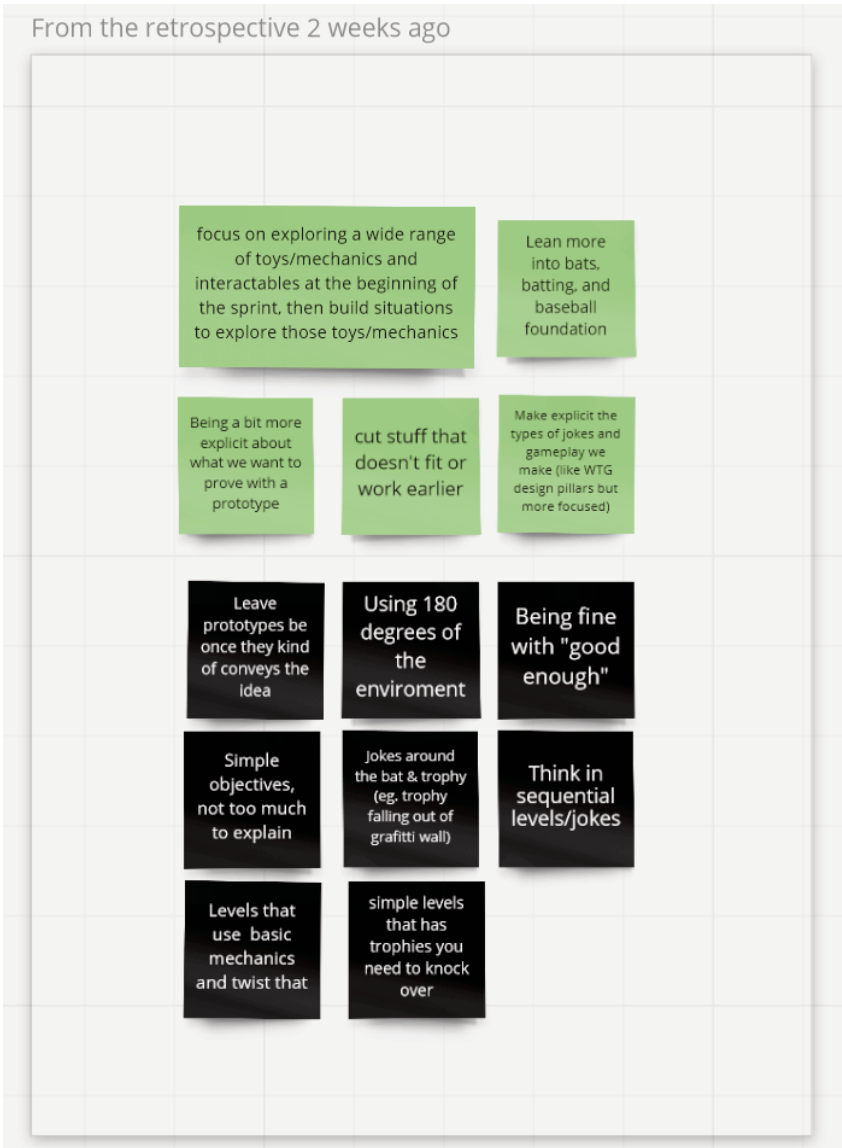 From the retrospective 2 weeks ago
focus on exploring a wide range
of toys/mechanics and
interactables at the beginning of
the sprint, then build situations
to explore those toys/mechanics
Lean more
into bats,
batting, and
baseball
foundation
Being a bit more
explicit about
what we want to
prove with a
prototype
cut stuff that
doesn't fit or
work earlier
Make explicit the
types of jokes and
gameplay we
make (like WTG
design pillars but
more focused)
Leave
prototypes be
once they kind
of conveys the
idea
Using 180
degrees of
the
enviroment
Being fine
with "good
enough"
Simple
objectives,
not too much
to explain
Jokes around
the bat & trophy
(eg. trophy
falling out of
grafitti wall)
Think in
sequential
levels/jokes
Levels that
use basic
mechanics
and twist that
simple levels
that has
trophies you
need to knock
over